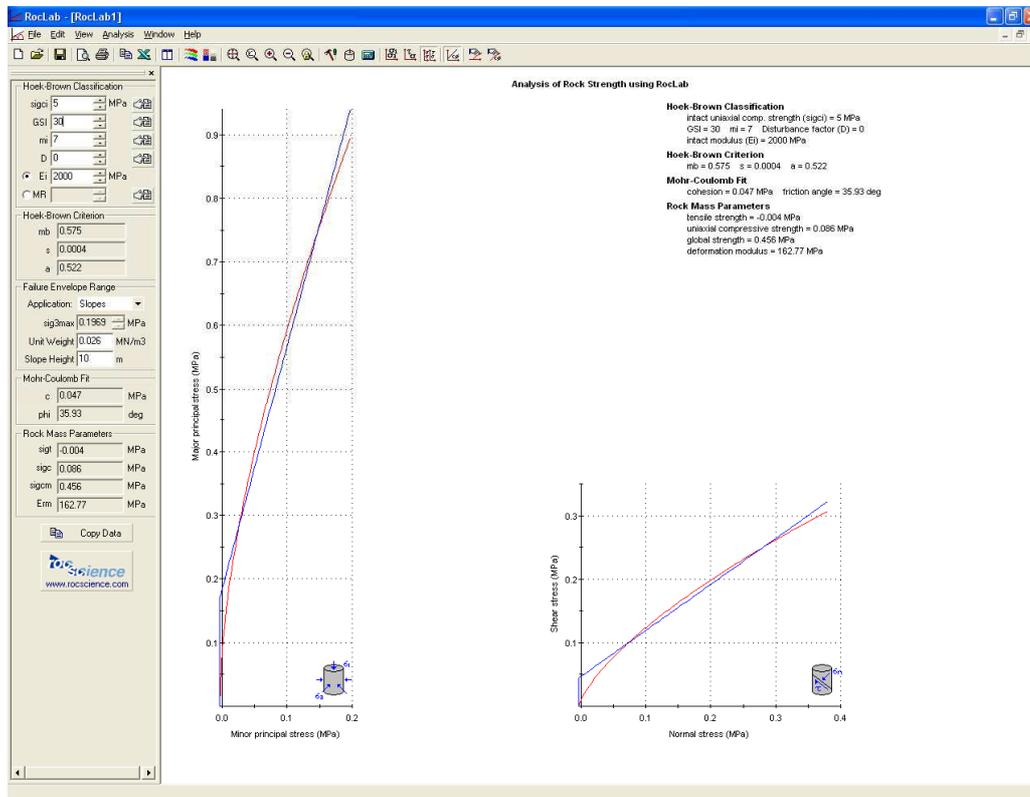 RocLab - [RocLab1]
File Edit View Analysis Window Help
Hoek-Brown Classification
sigci 5 MPa
GSI 30
mi 7
D 0
Ei 2000 MPa
MR
Hoek-Brown Criterion
mb 0.575
s 0.0004
a 0.522
Failure Envelope Range
Application: Slopes
sig3max 0.1969 MPa
Unit Weight 0.026 MN/m3
Slope Height 10 m
Mohr-Coulomb Fit
c 0.047 MPa
phi 35.93 deg
Rock Mass Parameters
sigt -0.004 MPa
sigc 0.086 MPa
sigcm 0.456 MPa
Erm 162.77 MPa
Copy Data
rocscience
www.rocscience.com
Analysis of Rock Strength using RocLab
Hoek-Brown Classification
intact uniaxial comp. strength (sigci) = 5 MPa
GSI = 30 mi = 7 Disturbance factor (D) = 0
intact modulus (Ei) = 2000 MPa
Hoek-Brown Criterion
mb = 0.575 s = 0.0004 a = 0.522
Mohr-Coulomb Fit
cohesion = 0.047 MPa friction angle = 35.93 deg
Rock Mass Parameters
tensile strength = -0.004 MPa
uniaxial compressive strength = 0.086 MPa
global strength = 0.456 MPa
deformation modulus = 162.77 MPa
Major principal stress (MPa)
0.9
0.8
0.7
0.6
0.5
0.4
0.3
0.2
0.1
0.0 0.1 0.2
Minor principal stress (MPa)
σ1
σ3
Shear stress (MPa)
0.3
0.2
0.1
0.0 0.1 0.2 0.3 0.4
Normal stress (MPa)
σn
τ